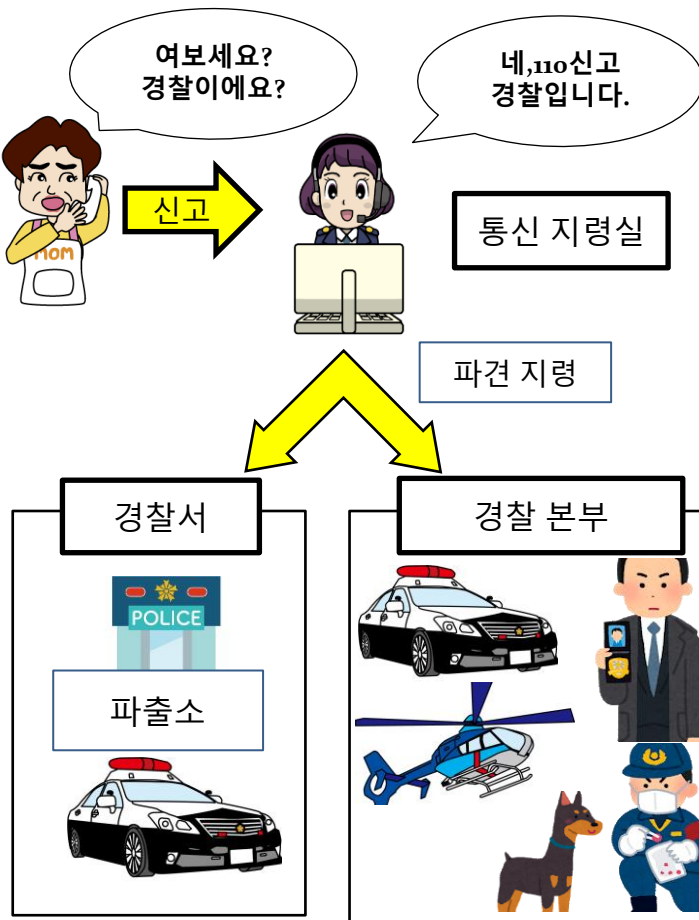 여보세요?
경찰이에요?
네,110신고
경찰입니다.
신고
MOM
통신 지령실
파견 지령
경찰서
경찰 본부
POLICE
파출소